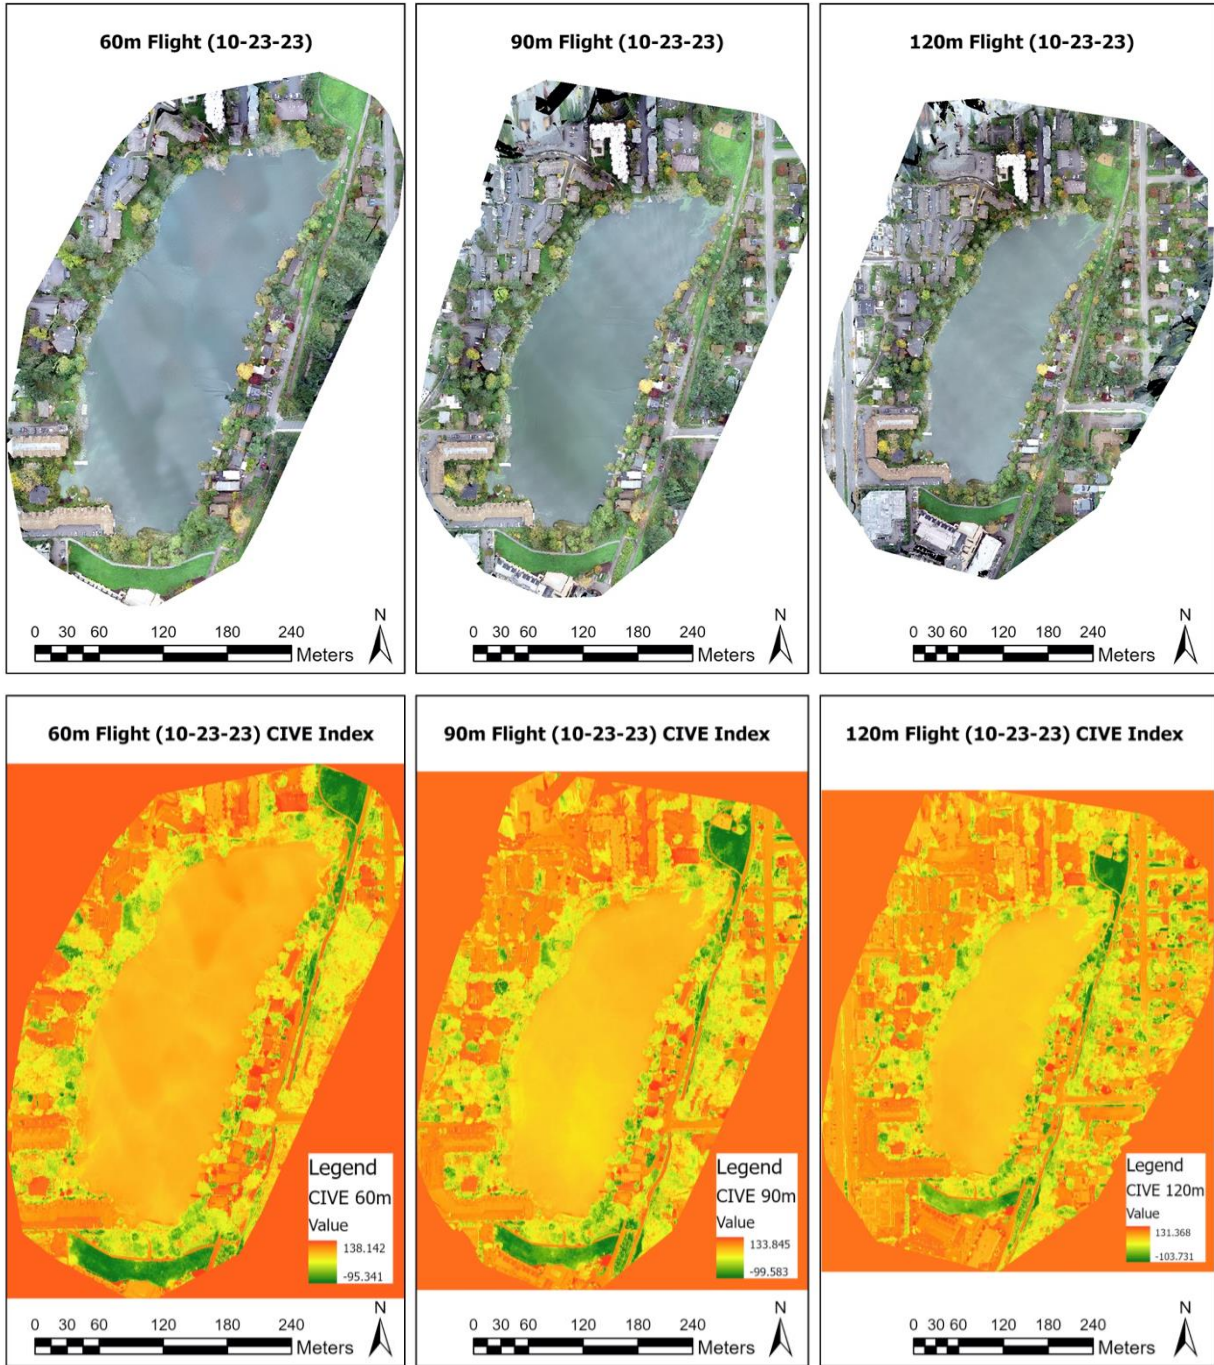 60m Flight (10-23-23)
N
0 30 60 120 180 240
Meters
90m Flight (10-23-23)
N
0 30 60 120 180 240
Meters
120m Flight (10-23-23)
N
0 30 60 120 180 240
Meters
60m Flight (10-23-23) CIVE Index
Legend
CIVE 60m
Value
138.142
-95.341
N
0 30 60 120 180 240
Meters
90m Flight (10-23-23) CIVE Index
Legend
CIVE 90m
Value
133.845
-99.583
N
0 30 60 120 180 240
Meters
120m Flight (10-23-23) CIVE Index
Legend
CIVE 120m
Value
131.368
-103.731
N
0 30 60 120 180 240
Meters